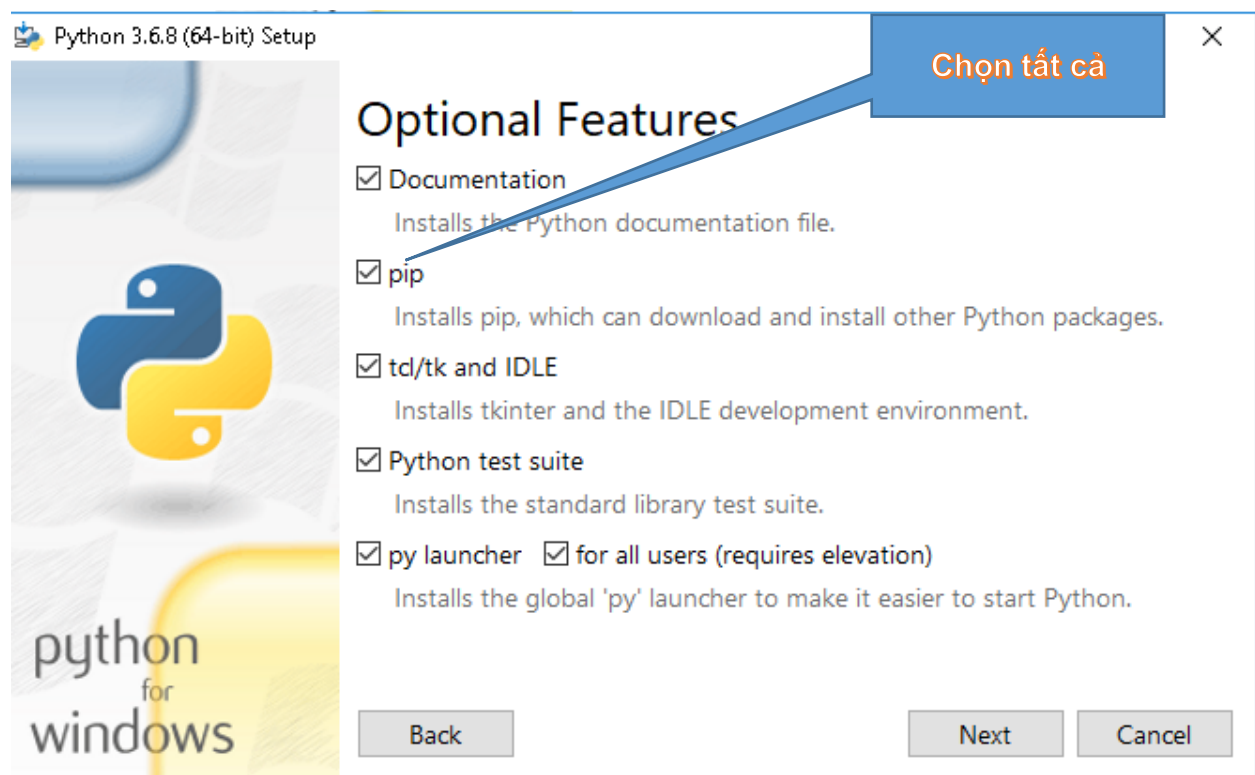 Python 3.6.8 (64-bit) Setup
Chọn tất cả
Optional Features
Documentation
Installs the Python documentation file.
pip
Installs pip, which can download and install other Python packages.
tcl/tk and IDLE
Installs tkinter and the IDLE development environment.
Python test suite
Installs the standard library test suite.
py launcher for all users (requires elevation)
Installs the global 'py' launcher to make it easier to start Python.
python
for
windows
Back Next Cancel